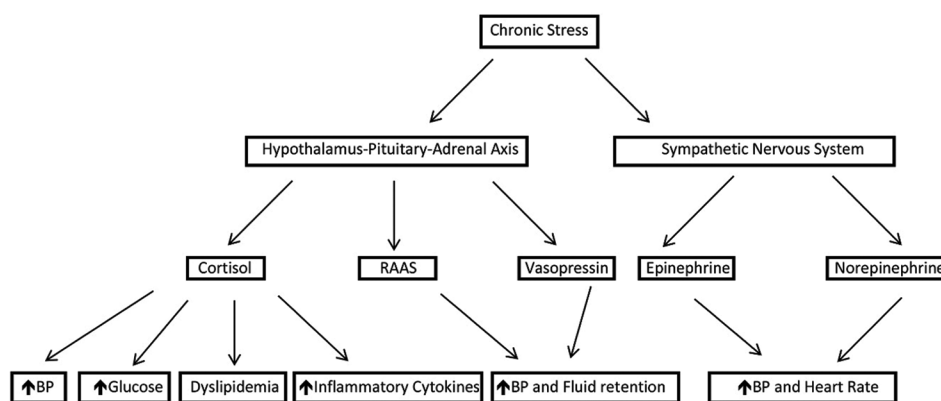 Chronic Stress
Hypothalamus-Pituitary-Adrenal Axis
Sympathetic Nervous System
Cortisol
RAAS
Vasopressin
Epinephrine
Norepinephrine
↑BP
↑Glucose
Dyslipidemia
↑Inflammatory Cytokines
↑BP and Fluid retention
↑BP and Heart Rate